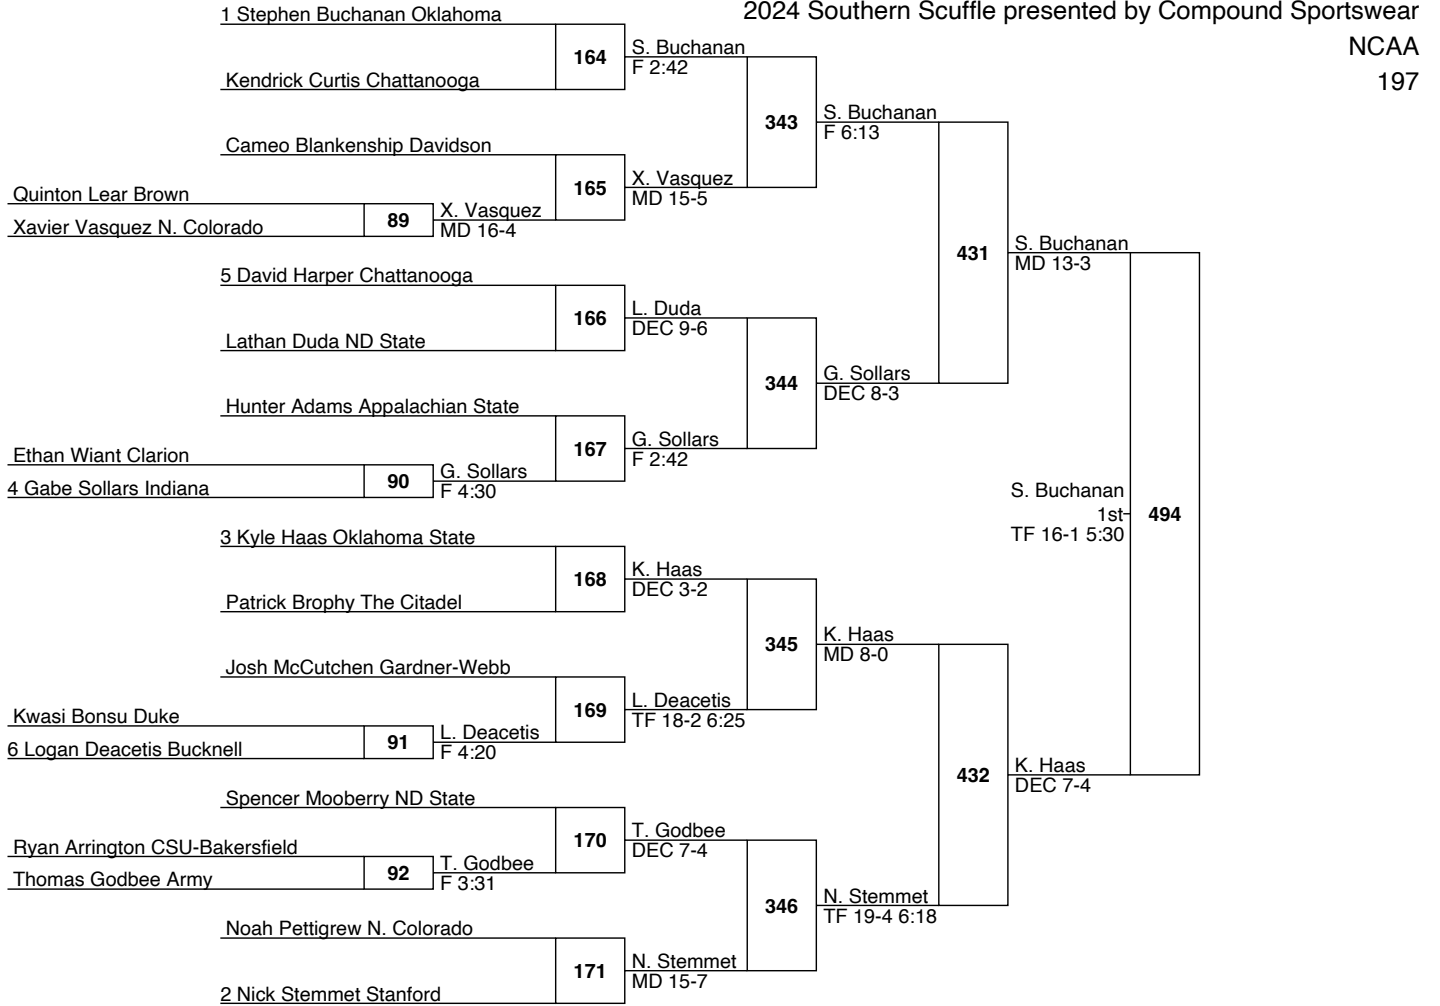 2024 Southern Scuffle presented by Compound Sportswear
NCAA
197
1 Stephen Buchanan Oklahoma
164
S. Buchanan
F 2:42
Kendrick Curtis Chattanooga
343
S. Buchanan
F 6:13
Cameo Blankenship Davidson
165
X. Vasquez
MD 15-5
Quinton Lear Brown
89
X. Vasquez
MD 16-4
Xavier Vasquez N. Colorado
431
S. Buchanan
MD 13-3
5 David Harper Chattanooga
166
L. Duda
DEC 9-6
Lathan Duda ND State
344
G. Sollars
DEC 8-3
Hunter Adams Appalachian State
167
G. Sollars
F 2:42
Ethan Wiant Clarion
90
G. Sollars
F 4:30
4 Gabe Sollars Indiana
S. Buchanan
1st
TF 16-1 5:30
494
3 Kyle Haas Oklahoma State
168
K. Haas
DEC 3-2
Patrick Brophy The Citadel
345
K. Haas
MD 8-0
Josh McCutchen Gardner-Webb
169
L. Deacetis
TF 18-2 6:25
Kwasi Bonsu Duke
91
L. Deacetis
F 4:20
6 Logan Deacetis Bucknell
432
K. Haas
DEC 7-4
Spencer Mooberry ND State
170
T. Godbee
DEC 7-4
Ryan Arrington CSU-Bakersfield
92
T. Godbee
F 3:31
Thomas Godbee Army
346
N. Stemmet
TF 19-4 6:18
Noah Pettigrew N. Colorado
171
N. Stemmet
MD 15-7
2 Nick Stemmet Stanford